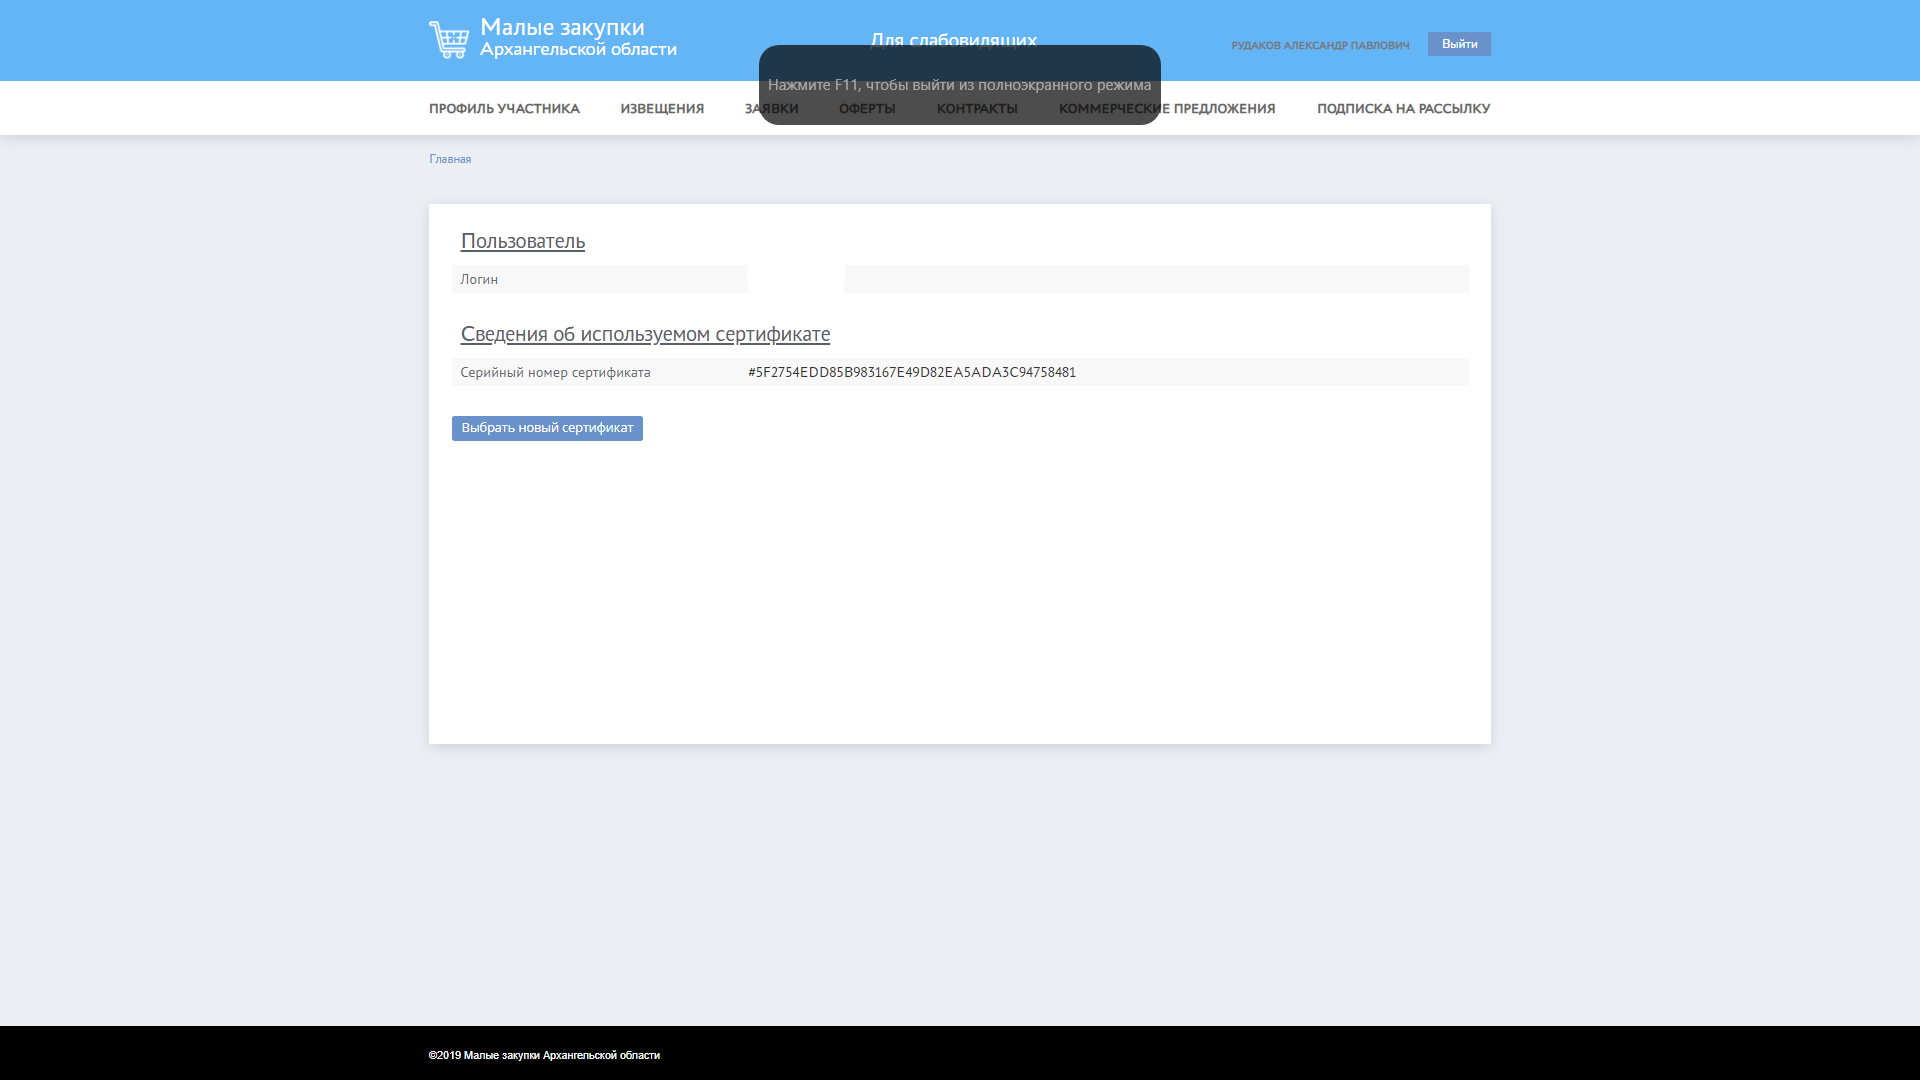 Малые закупки
Архангельской области
Для слабовидящих
РУДАКОВ АЛЕКСАНДР ПАВЛОВИЧ
Выйти
Нажмите F11, чтобы выйти из полноэкранного режима
ПРОФИЛЬ УЧАСТНИКА ИЗВЕЩЕНИЯ ЗАЯВКИ ОФЕРТЫ КОНТРАКТЫ КОММЕРЧЕСКИЕ ПРЕДЛОЖЕНИЯ ПОДПИСКА НА РАССЫЛКУ
Главная
Пользователь
Логин
Сведения об используемом сертификате
Серийный номер сертификата #5F2754EDD85B983167E49D82EA5ADA3C94758481
Выбрать новый сертификат
©2019 Малые закупки Архангельской области